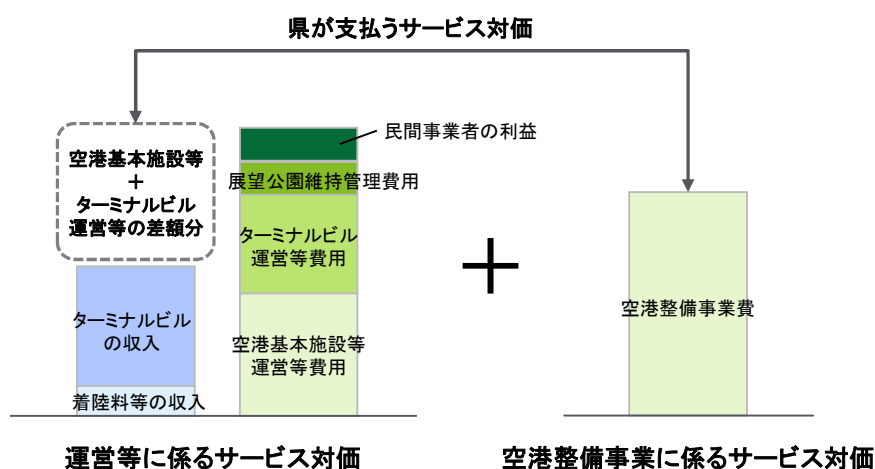 県が支払うサービス対価
民間事業者の利益
空港基本施設等
+
ターミナルビル
運営等の差額分
展望公園維持管理費用
ターミナルビル
運営等費用
空港基本施設等
運営等費用
ターミナルビル
の収入
着陸料等の収入
+
空港整備事業費
運営等に係るサービス対価
空港整備事業に係るサービス対価